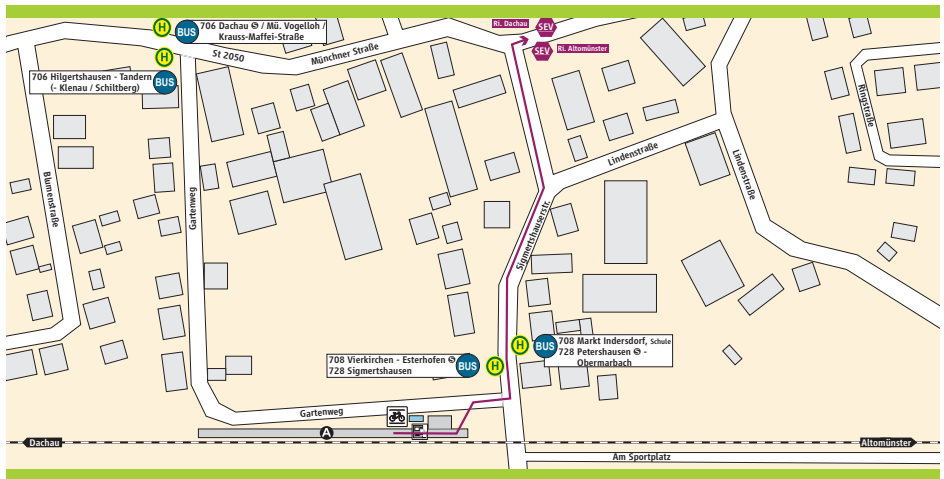 H
BUS
706 Dachau S / Mü. Vogelloh /
Krauss-Maffei-Straße
H
706 Hilgertshausen - Tandern
(- Klenau / Schiltberg)
BUS
St 2050
Münchner Straße
Ri. Dachau
SEV
SEV
Ri. Altomünster
Ringstraße
Lindenstraße
Lindenstraße
Blumenstraße
Gartenweg
Sigmertshauserstr.
H
BUS
708 Markt Indersdorf, Schule
728 Petershausen S -
Obermarbach
708 Vierkirchen - Esterhofen S
728 Sigmertshausen
BUS
H
Gartenweg
A
Dachau
Altomünster
Am Sportplatz